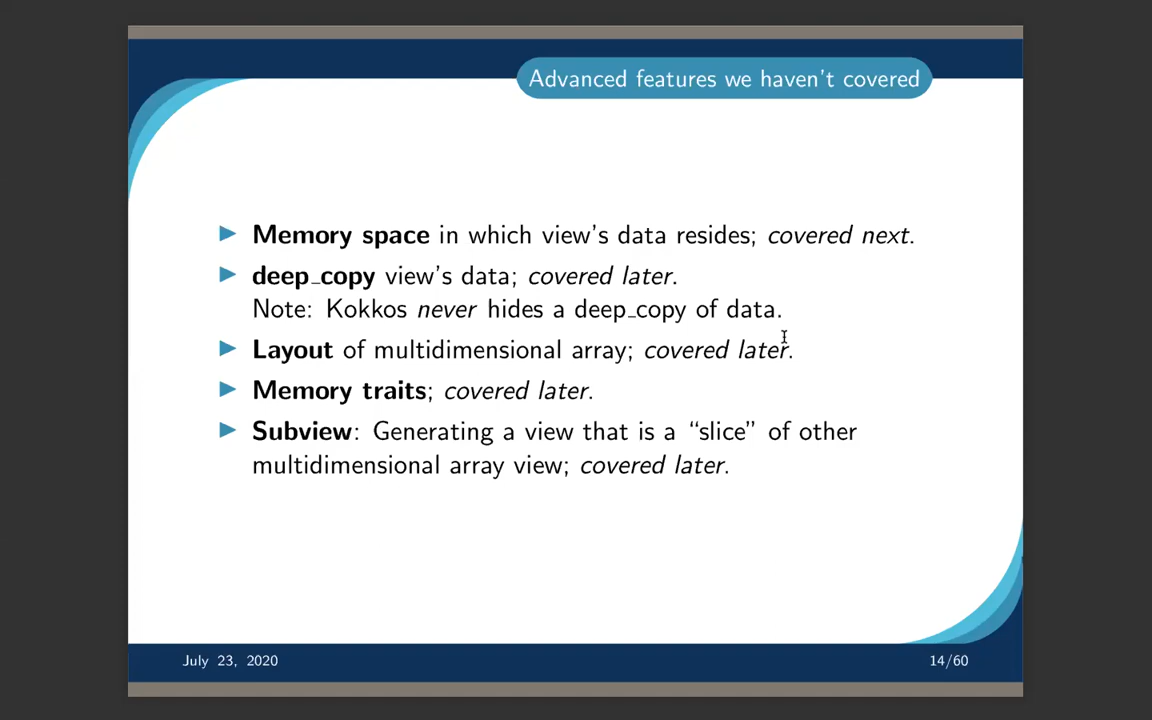 Advanced features we haven't covered
Memory space in which view's data resides; covered next.
deep_copy view's data; covered later.
Note: Kokkos never hides a deep_copy of data.
Layout of multidimensional array; covered later.
Memory traits; covered later.
Subview: Generating a view that is a “slice” of other
multidimensional array view; covered later.
July 23, 2020
14/60